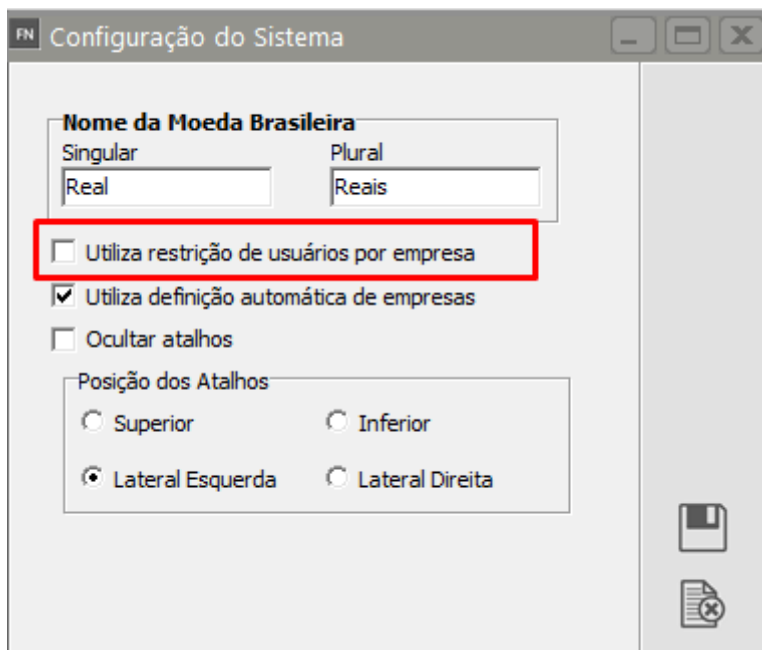 FN Configuração do Sistema
Nome da Moeda Brasileira
Singular Plural
Real Reais
Utiliza restrição de usuários por empresa
Utiliza definição automática de empresas
Ocultar atalhos
Posição dos Atalhos
Superior Inferior
Lateral Esquerda Lateral Direita